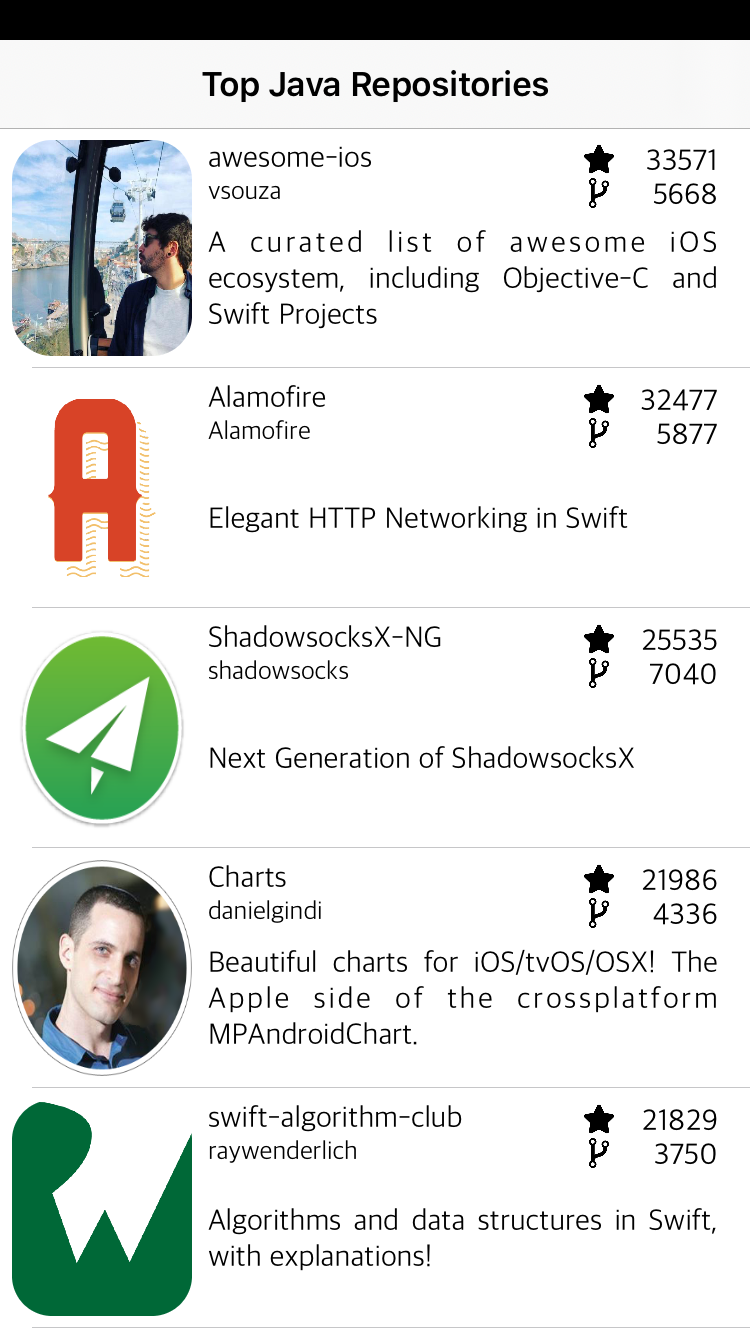 Top Java Repositories
awesome-ios 33571
vsouza 5668
A curated list of awesome iOS
ecosystem, including Objective-C and
Swift Projects
Alamofire 32477
Alamofire 5877
Elegant HTTP Networking in Swift
ShadowsocksX-NG 25535
shadowsocks 7040
Next Generation of ShadowsocksX
Charts 21986
danielgindi 4336
Beautiful charts for iOS/tvOS/OSX! The
Apple side of the crossplatform
MPAndroidChart.
swift-algorithm-club 21829
raywenderlich 3750
Algorithms and data structures in Swift,
with explanations!